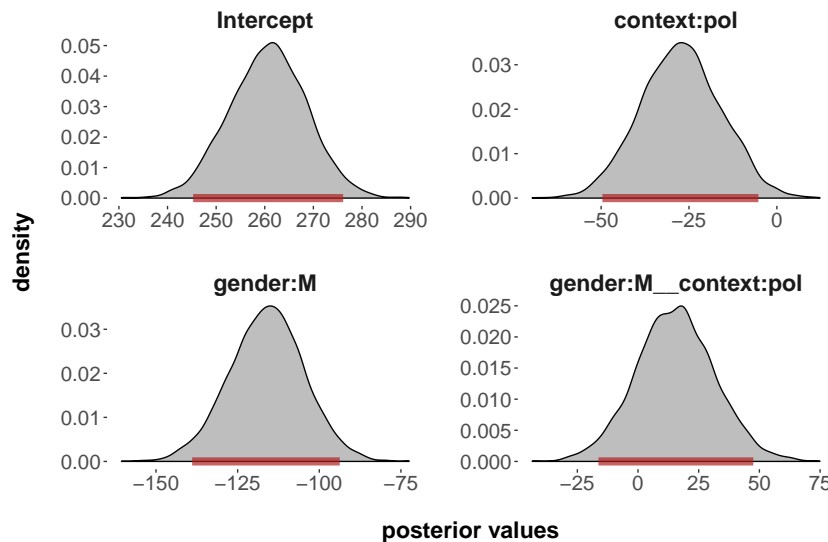 Intercept
context:pol
0.05
0.04
0.03
0.02
0.01
0.00
230 240 250 260 270 280 290
0.03
0.02
0.01
0.00
−50 −25 0
density
gender:M
gender:M__context:pol
0.03
0.02
0.01
0.00
−150 −125 −100 −75
0.025
0.020
0.015
0.010
0.005
0.000
−25 0 25 50 75
posterior values